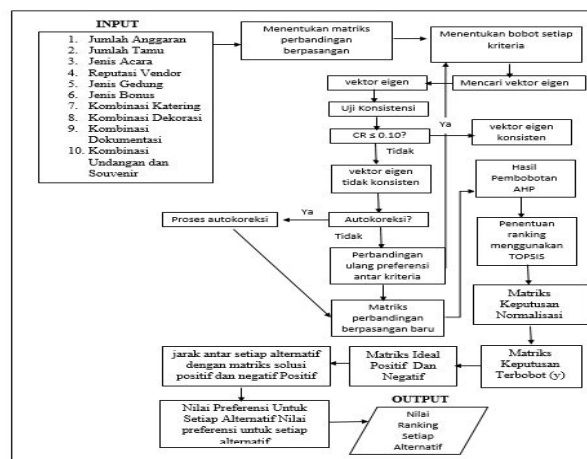 INPUT
1. Jumlah Anggaran
2. Jumlah Tamu
3. Jenis Acara
4. Reputasi Vendor
5. Jenis Gedung
6. Jenis Bonus
7. Kombinasi Katering
8. Kombinasi Dekorasi
9. Kombinasi
Dokumentasi
10. Kombinasi
Undangan dan
Souvenir
Menentukan matriks
perbandingan
berpasangan
Menentukan bobot setiap
kriteria
Mencari vektor eigen
vektor eigen
Uji Konsistensi
Ya
CR ≤ 0.10?
vektor eigen
konsisten
Tidak
vektor eigen
tidak konsisten
Hasil
Pembobotan
AHP
Proses autokoreksi
Ya
Autokoreksi?
Tidak
Perbandingan
ulang preferensi
antar kriteria
Penentuan
ranking
menggunakan
TOPSIS
Matriks
perbandingan
berpasangan baru
Matriks
Keputusan
Normalisasi
Matriks
Keputusan
Terbobot (y)
Matriks Ideal
Positif Dan
Negatif
jarak antar setiap alternatif
dengan matriks solusi
positif dan negatif Positif
Nilai Preferensi Untuk
Setiap Alternatif Nilai
preferensi untuk setiap
alternatif
OUTPUT
Nilai
Ranking
Setiap
Alternatif